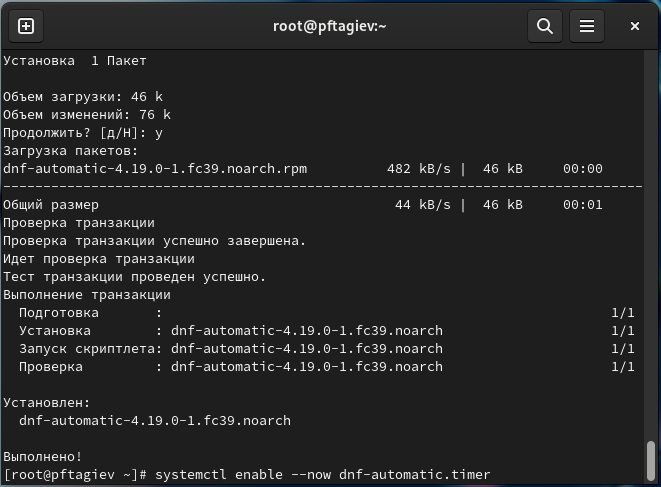 root@pftagiev:~
Установка  1 Пакет
Объем загрузки: 46 k
Объем изменений: 76 k
Продолжить? [д/Н]: y
Загрузка пакетов:
dnf-automatic-4.19.0-1.fc39.noarch.rpm          482 kB/s |  46 kB     00:00
--------------------------------------------------------------------------------
Общий размер                                     44 kB/s |  46 kB     00:01
Проверка транзакции
Проверка транзакции успешно завершена.
Идет проверка транзакции
Тест транзакции проведен успешно.
Выполнение транзакции
  Подготовка       :                                                        1/1
  Установка        : dnf-automatic-4.19.0-1.fc39.noarch                     1/1
  Запуск скриптлета: dnf-automatic-4.19.0-1.fc39.noarch                     1/1
  Проверка         : dnf-automatic-4.19.0-1.fc39.noarch                     1/1
Установлен:
  dnf-automatic-4.19.0-1.fc39.noarch
Выполнено!
[root@pftagiev ~]# systemctl enable --now dnf-automatic.timer